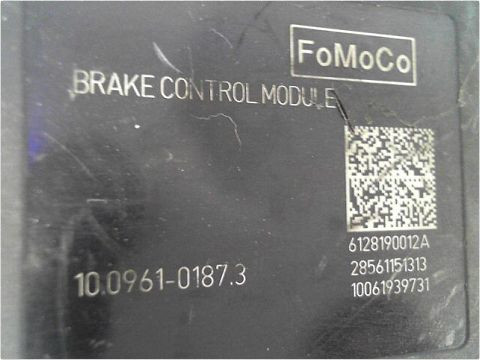 FoMoCo
BRAKE CONTROL MODULE
6128190012A
28561151313
10061939731
10.0961-0187.3